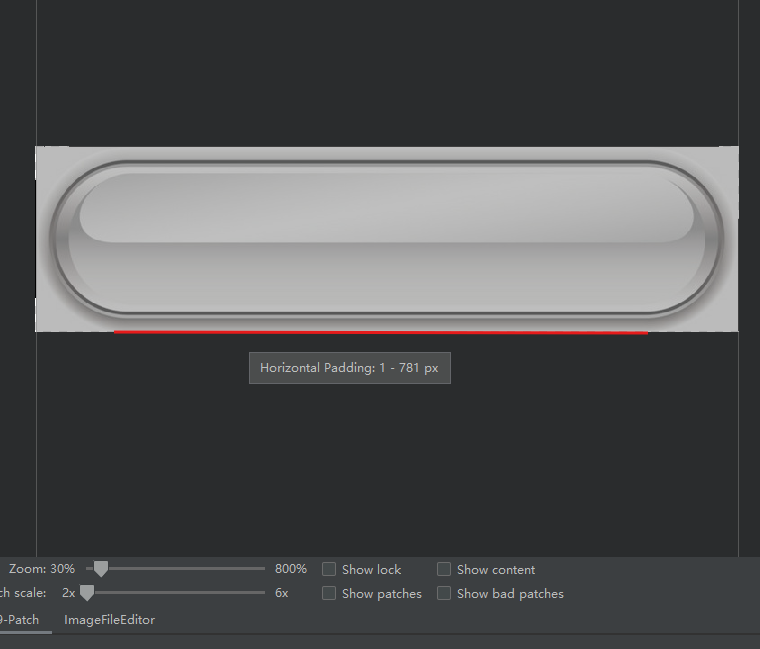 Horizontal Padding: 1 - 781 px
Zoom: 30% 800% Show lock Show content
scale: 2x 6x Show patches Show bad patches
9-Patch ImageFileEditor